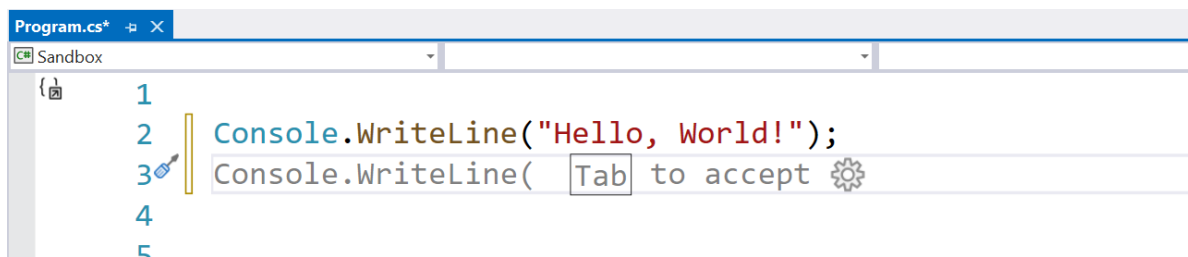 Program.cs*
C# Sandbox
1
2 Console.WriteLine("Hello, World!");
3 Console.WriteLine( Tab to accept
4
5